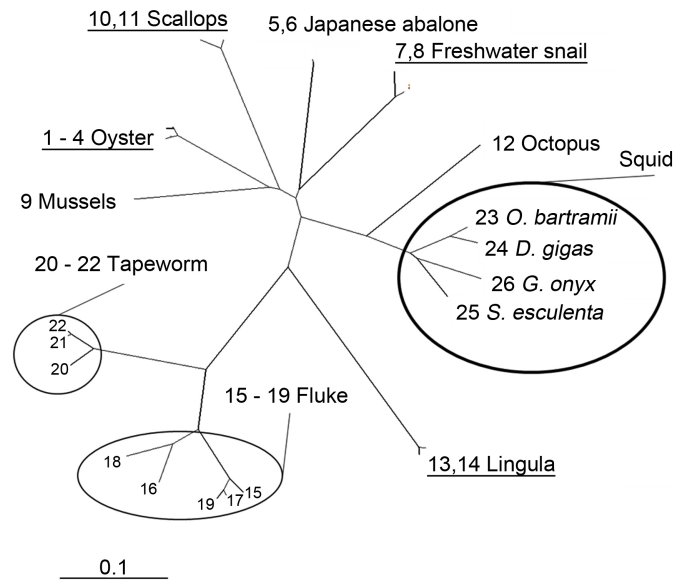 10,11 Scallops
5,6 Japanese abalone
7,8 Freshwater snail
1 - 4 Oyster
12 Octopus
Squid
9 Mussels
23 O. bartramii
24 D. gigas
26 G. onyx
25 S. esculenta
20 - 22 Tapeworm
22
21
20
15 - 19 Fluke
18
16
19
17
15
13,14 Lingula
0.1